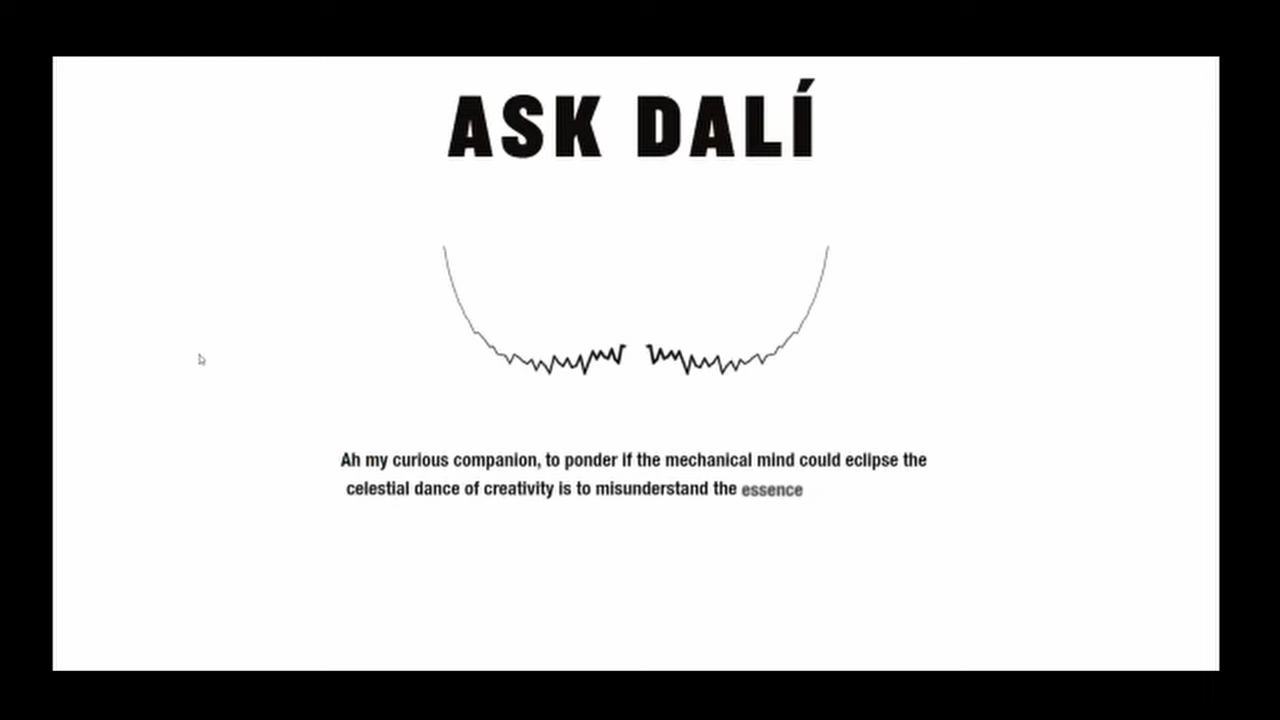 ASK DALÍ
Ah my curious companion, to ponder if the mechanical mind could eclipse the
celestial dance of creativity is to misunderstand the essence